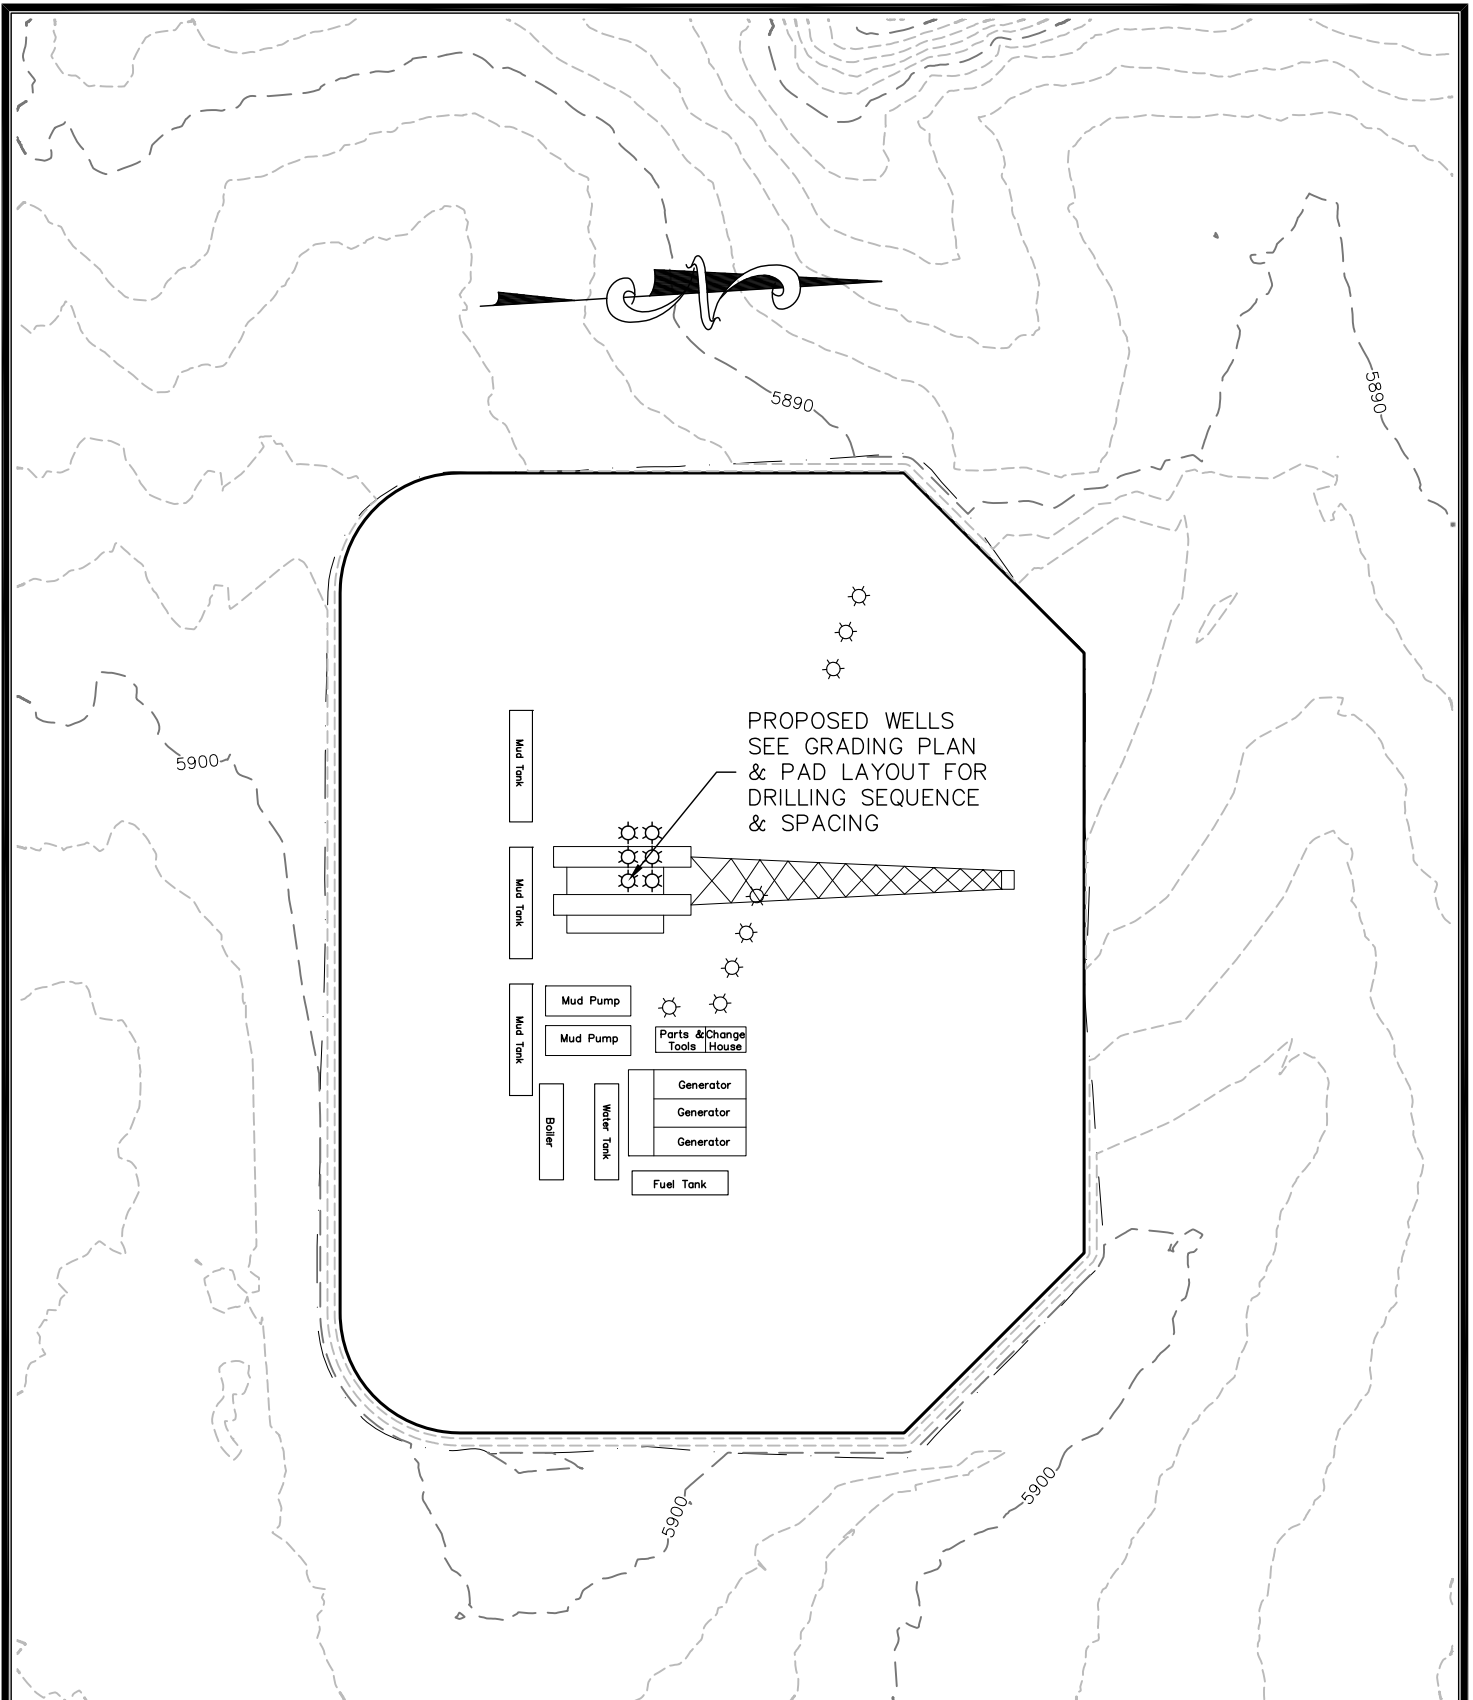 N
5890
5890
PROPOSED WELLS
SEE GRADING PLAN
& PAD LAYOUT FOR
DRILLING SEQUENCE
& SPACING
Mud Tank
5900
Mud Tank
Mud Tank
Mud Pump
Mud Pump
Parts &
Tools
Change
House
Generator
Generator
Generator
Boiler
Water Tank
Fuel Tank
5900
5900